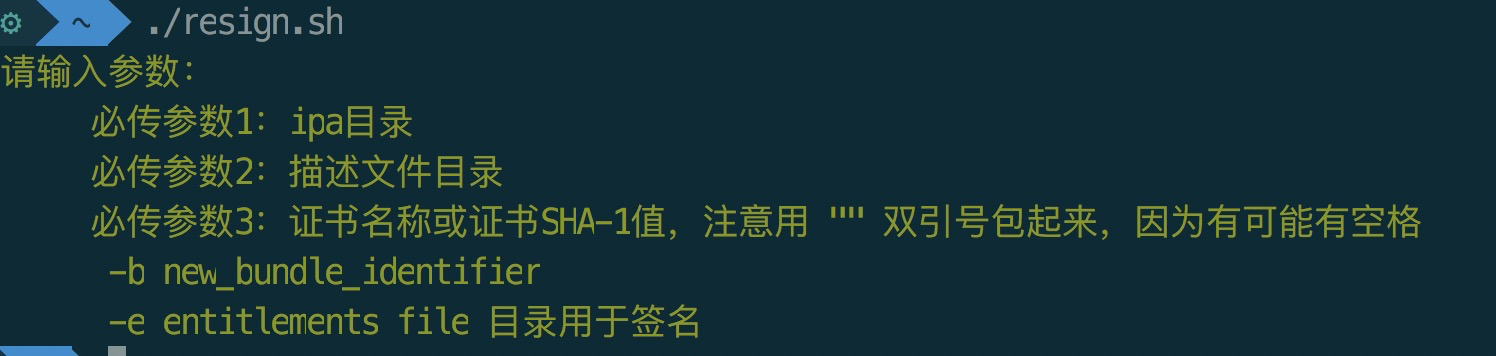 ~ ./resign.sh
请输入参数:
必传参数1: ipa目录
必传参数2: 描述文件目录
必传参数3: 证书名称或证书SHA-1值, 注意用 "" 双引号包起来, 因为有可能有空格
-b new_bundle_identifier
-e entitlements file 目录用于签名